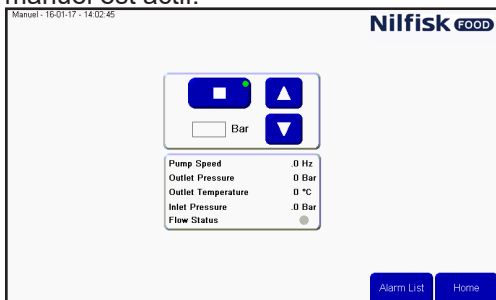 manuel est actif.
Manuel - 16-01-17 - 14:02:45
Nilfisk FOOD
Bar
Pump Speed .0 Hz
Outlet Pressure 0 Bar
Outlet Temperature 0 °C
Inlet Pressure .0 Bar
Flow Status
Alarm List Home